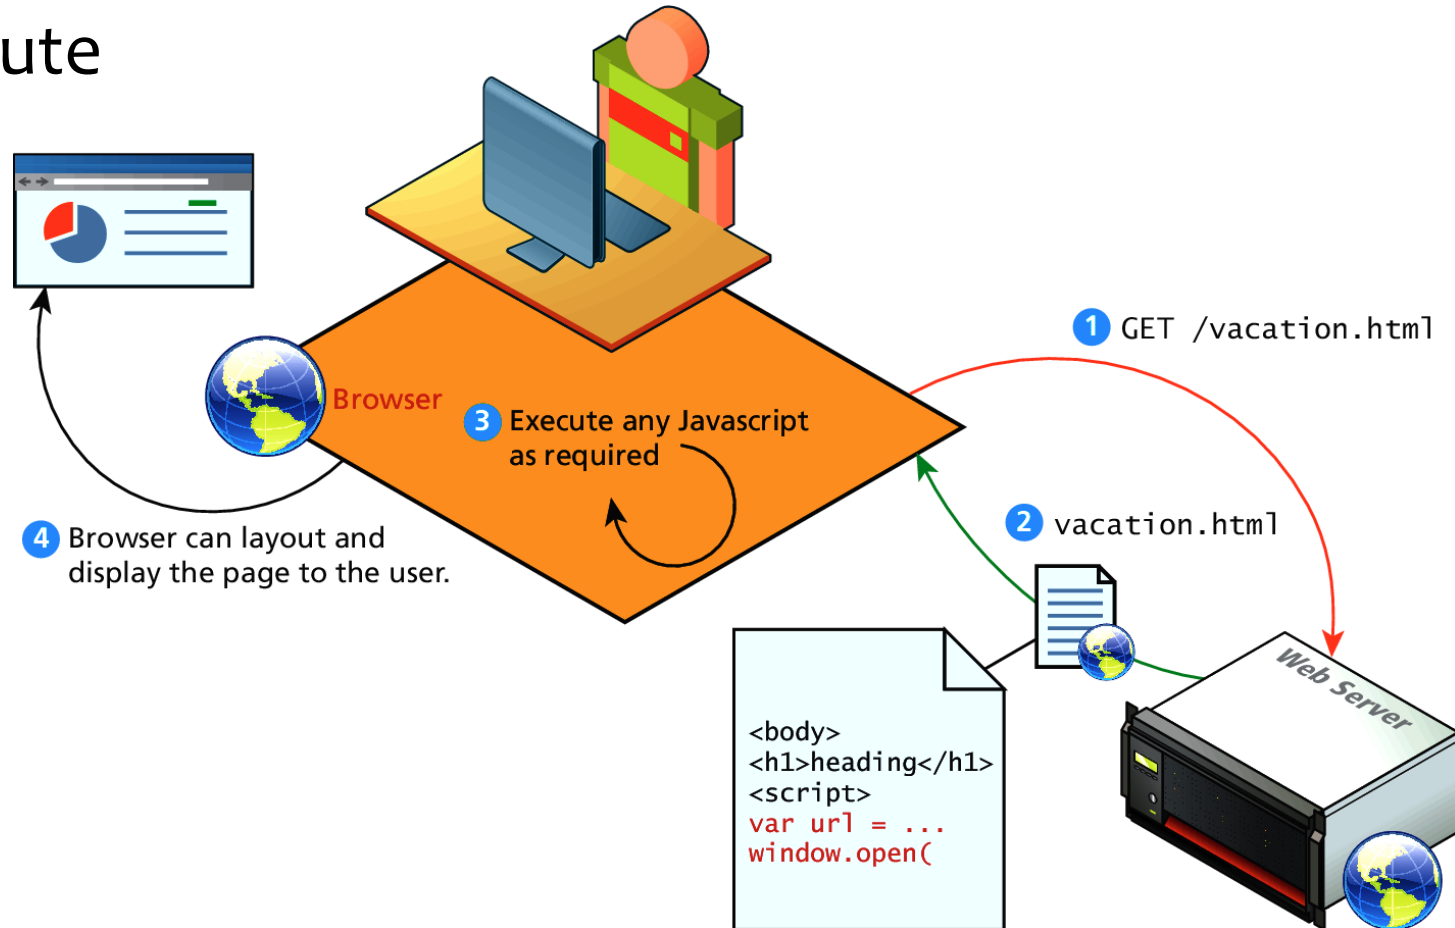 ute
1 GET /vacation.html
Browser
3 Execute any Javascript
as required
2 vacation.html
4 Browser can layout and
display the page to the user.
Web Server
<body>
<h1>heading</h1>
<script>
var url = ...
window.open(